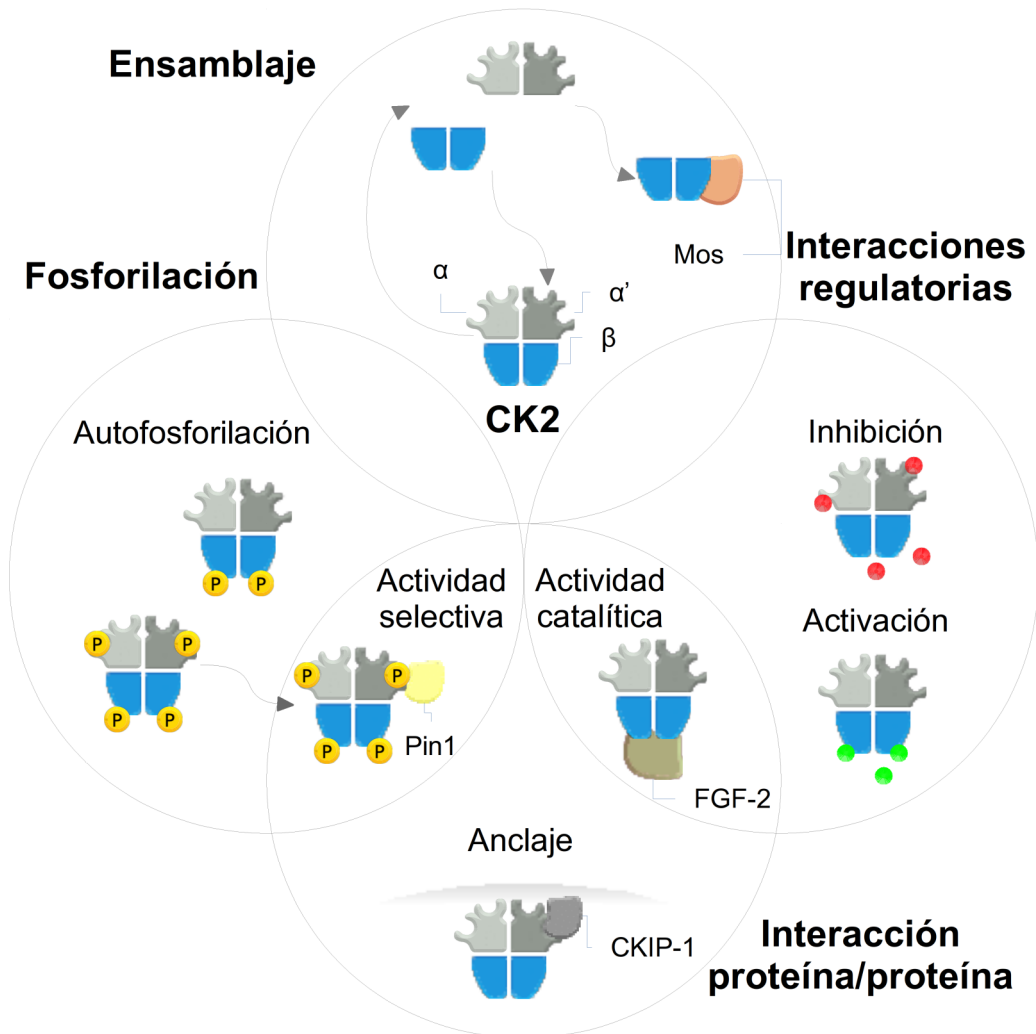 Ensamblaje
Mos
Interacciones
regulatorias
Fosforilación
α
α’
β
CK2
Autofosforilación
P
P
P
P
P
P
Actividad
selectiva
P
P
P
P
Pin1
Actividad
catalítica
FGF-2
Inhibición
Activación
Anclaje
CKIP-1
Interacción
proteína/proteína